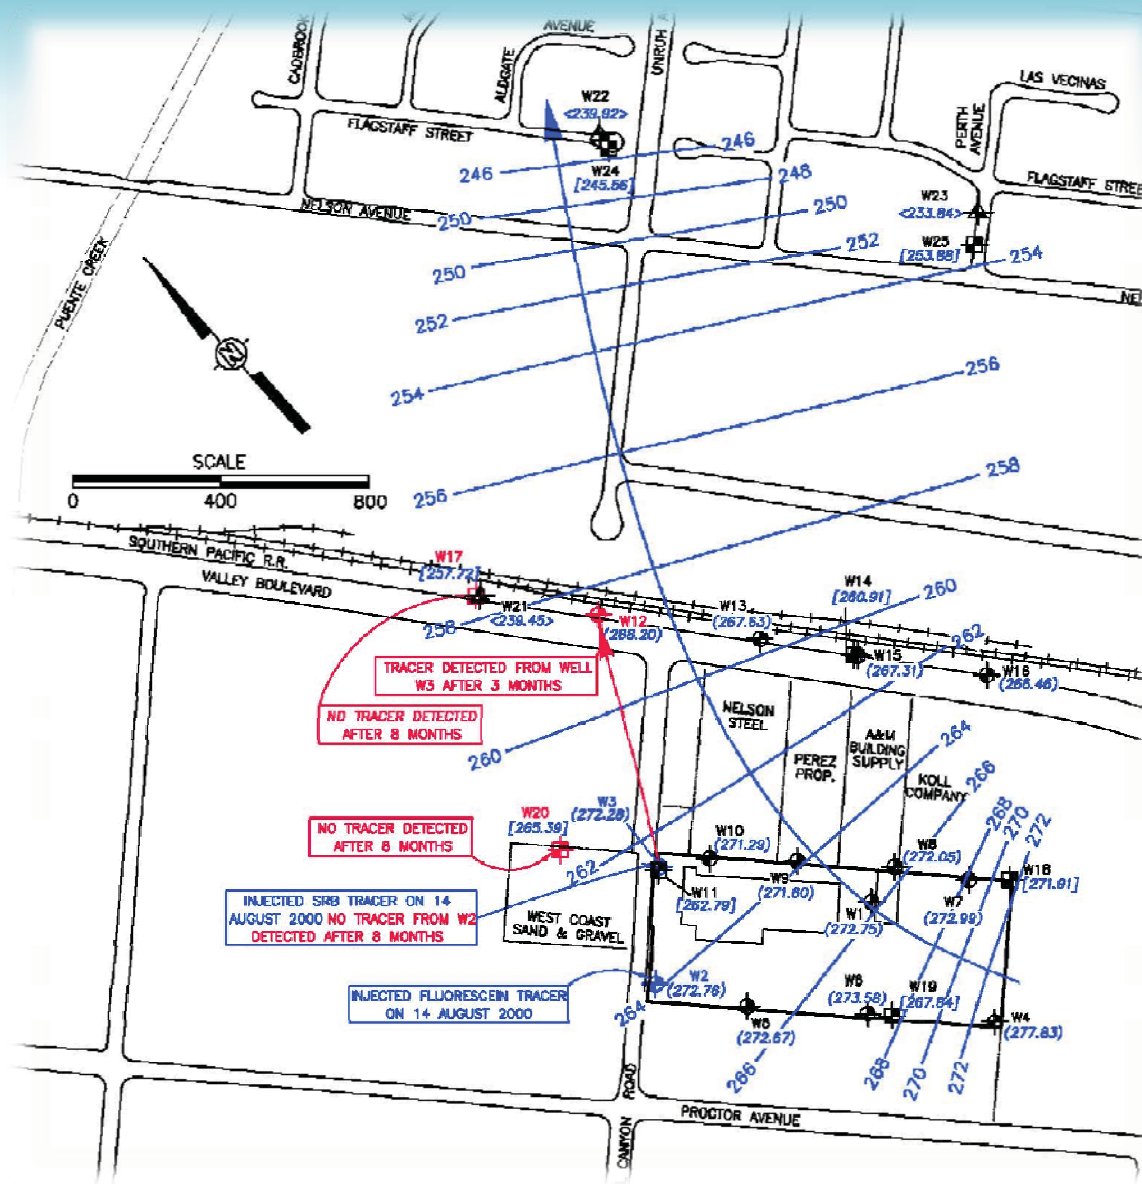 CADBROOK
ALDGATE
AVENUE
UNRUH
LAS VECINAS
PERTH
AVENUE
W22
<239.92>
FLAGSTAFF STREET
246
246
W24
[245.66]
248
FLAGSTAFF STREE
NELSON AVENUE
250
250
W23
<233.84>
W25
[253.88]
252
254
250
PUENTE CREEK
252
254
256
SCALE
0 400 800
256
258
SOUTHERN PACIFIC R.R.
VALLEY BOULEVARD
W17
[257.72]
W21
<239.45>
258
W12
(268.20)
W13
(267.63)
W14
[260.91]
260
W15
(267.31)
262
W16
(266.46)
TRACER DETECTED FROM WELL
W3 AFTER 3 MONTHS
NO TRACER DETECTED
AFTER 8 MONTHS
260
NELSON
STEEL
PEREZ
PROP.
A&M
BUILDING
SUPPLY
KOLL
COMPANY
264
266
268
270
272
NO TRACER DETECTED
AFTER 8 MONTHS
W20
[265.39]
W3
(272.28)
262
W10
(271.29)
W9
(271.60)
W8
(272.05)
W18
[271.91]
W7
(272.99)
W11
[262.79]
W1
(272.75)
INJECTED SRB TRACER ON 14
AUGUST 2000 NO TRACER FROM W2
DETECTED AFTER 8 MONTHS
WEST COAST
SAND & GRAVEL
INJECTED FLUORESCEIN TRACER
ON 14 AUGUST 2000
W2
(272.76)
264
W5
(272.67)
W6
(273.58)
W19
[267.84]
W4
(277.83)
266
268
270
272
CANYON ROAD
PROCTOR AVENUE